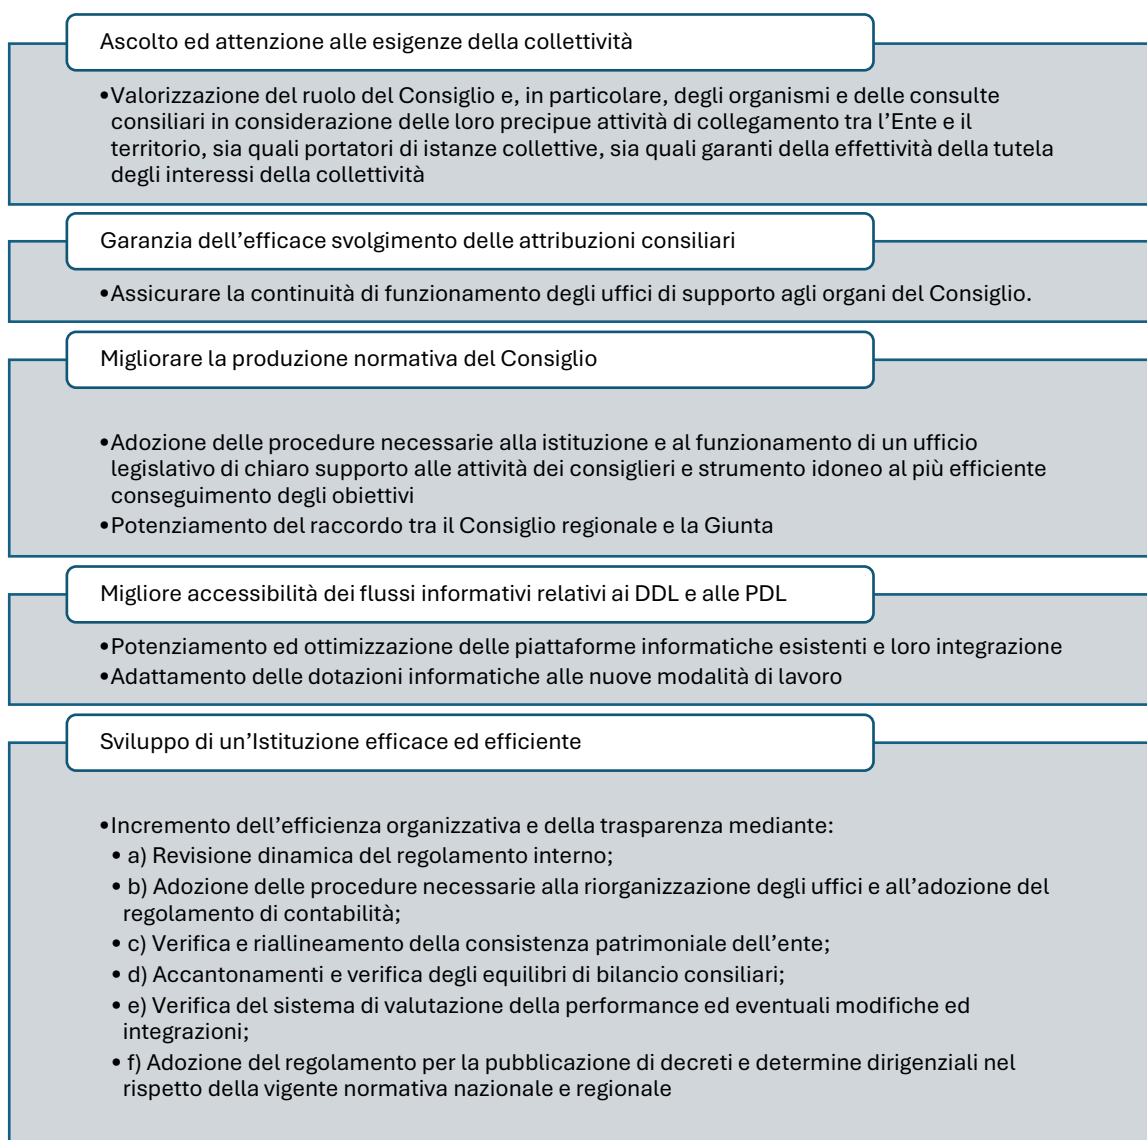 Ascolto ed attenzione alle esigenze della collettività
•Valorizzazione del ruolo del Consiglio e, in particolare, degli organismi e delle consulte
consiliari in considerazione delle loro precipue attività di collegamento tra l’Ente e il
territorio, sia quali portatori di istanze collettive, sia quali garanti della effettività della tutela
degli interessi della collettività
Garanzia dell’efficace svolgimento delle attribuzioni consiliari
•Assicurare la continuità di funzionamento degli uffici di supporto agli organi del Consiglio.
Migliorare la produzione normativa del Consiglio
•Adozione delle procedure necessarie alla istituzione e al funzionamento di un ufficio
legislativo di chiaro supporto alle attività dei consiglieri e strumento idoneo al più efficiente
conseguimento degli obiettivi
•Potenziamento del raccordo tra il Consiglio regionale e la Giunta
Migliore accessibilità dei flussi informativi relativi ai DDL e alle PDL
•Potenziamento ed ottimizzazione delle piattaforme informatiche esistenti e loro integrazione
•Adattamento delle dotazioni informatiche alle nuove modalità di lavoro
Sviluppo di un’Istituzione efficace ed efficiente
•Incremento dell’efficienza organizzativa e della trasparenza mediante:
• a) Revisione dinamica del regolamento interno;
• b) Adozione delle procedure necessarie alla riorganizzazione degli uffici e all’adozione del
regolamento di contabilità;
• c) Verifica e riallineamento della consistenza patrimoniale dell’ente;
• d) Accantonamenti e verifica degli equilibri di bilancio consiliari;
• e) Verifica del sistema di valutazione della performance ed eventuali modifiche ed
integrazioni;
• f) Adozione del regolamento per la pubblicazione di decreti e determine dirigenziali nel
rispetto della vigente normativa nazionale e regionale